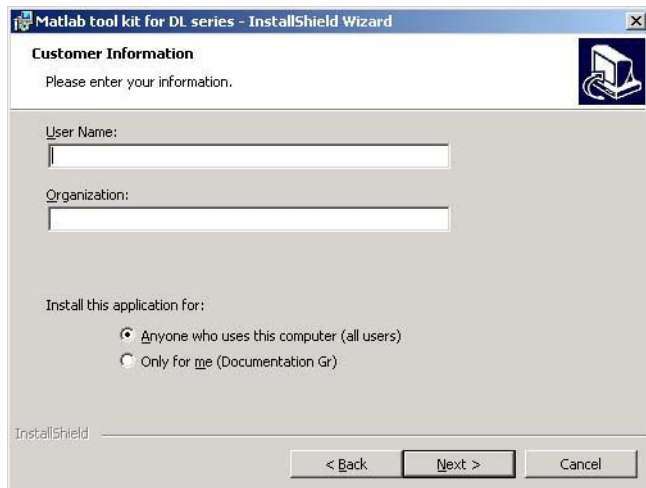 Matlab tool kit for DL series - InstallShield Wizard
Customer Information
Please enter your information.
User Name:
Organization:
Install this application for:
Anyone who uses this computer (all users)
Only for me (Documentation Gr)
InstallShield
< Back
Next >
Cancel